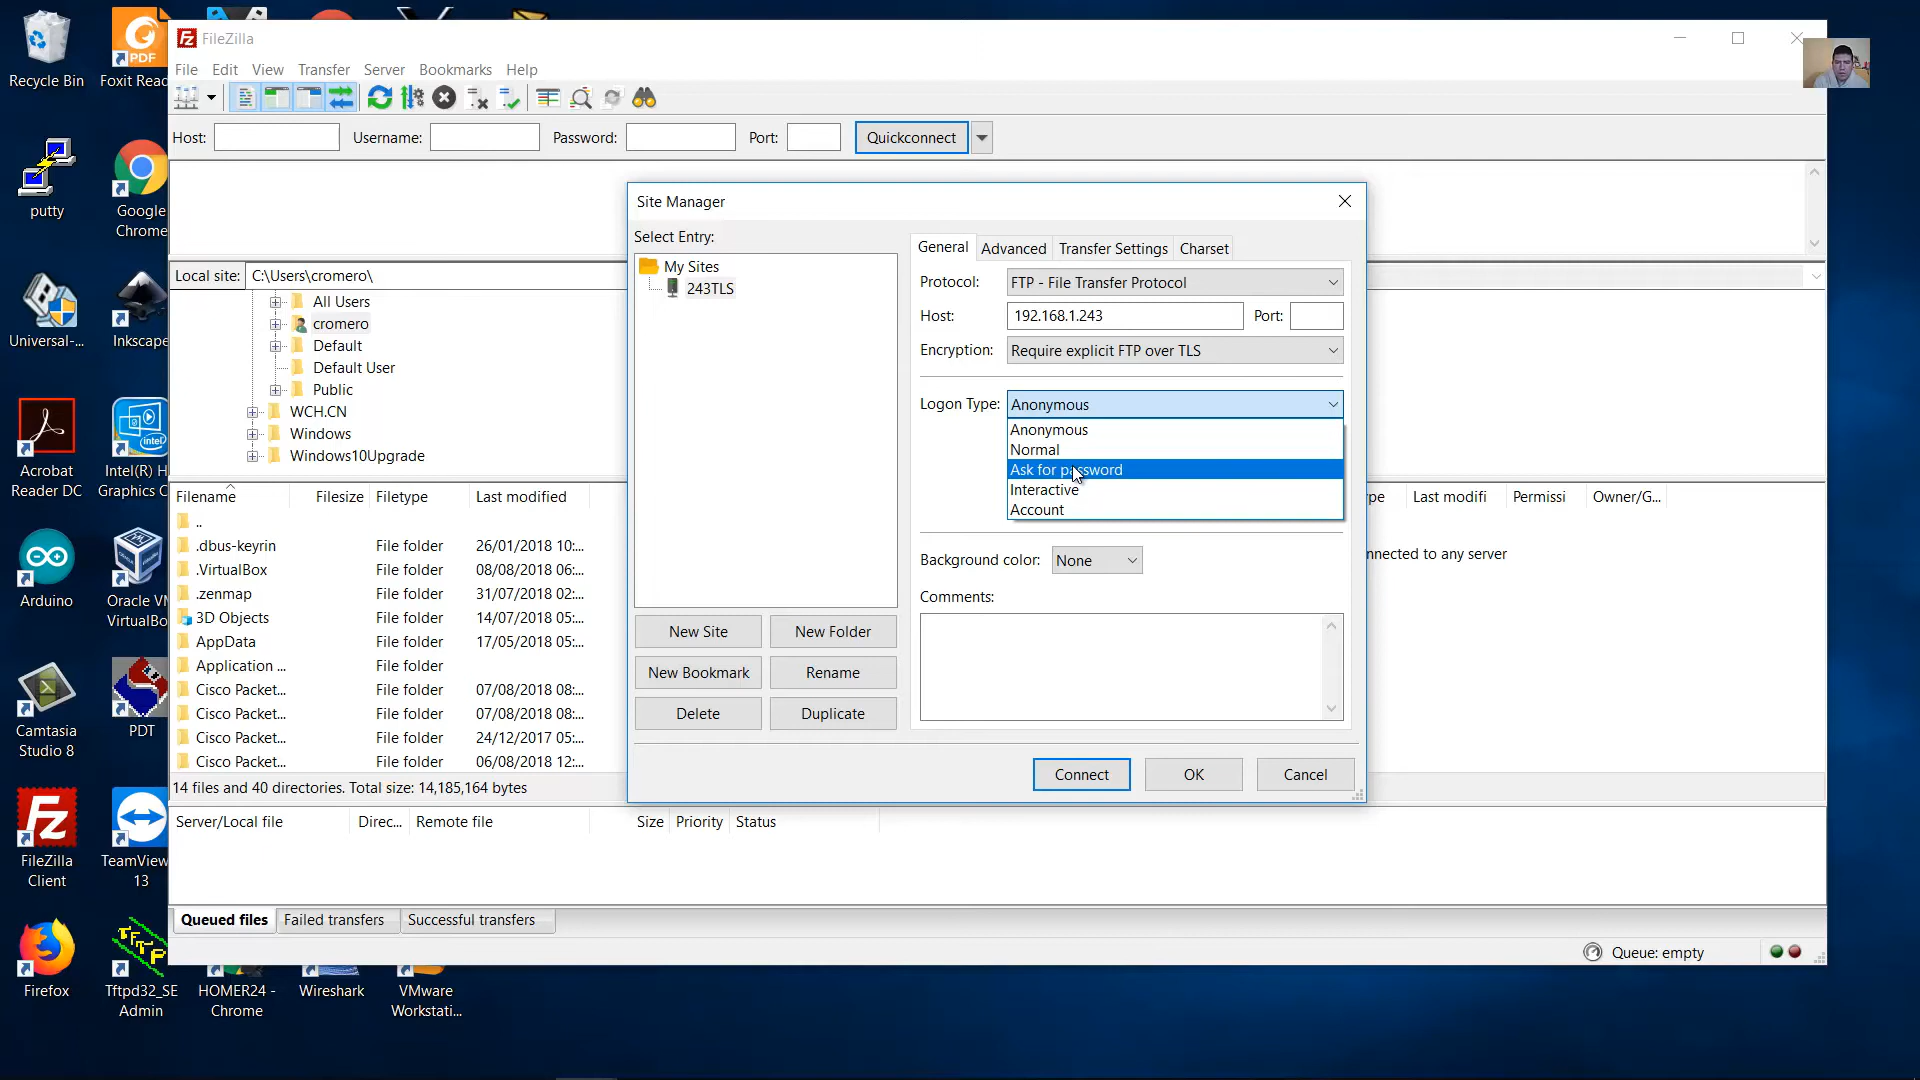 Recycle Bin
Foxit Read
PDF
putty
Google Chrome
Universal-...
Inkscape
Acrobat Reader DC
Intel(R) H Graphics C
Arduino
Oracle VM VirtualBo
Camtasia Studio 8
PDT
FileZilla Client
TeamView 13
Firefox
Tftpd32_SE Admin
HOMER24 - Chrome
Wireshark
VMware Workstati...
FileZilla
File Edit View Transfer Server Bookmarks Help
Host: Username: Password: Port: Quickconnect
Local site: C:\Users\cromero\
All Users
cromero
Default
Default User
Public
WCH.CN
Windows
Windows10Upgrade
Filename Filesize Filetype Last modified
..
.dbus-keyrin File folder 26/01/2018 10:...
.VirtualBox File folder 08/08/2018 06:...
.zenmap File folder 31/07/2018 02:...
3D Objects File folder 14/07/2018 05:...
AppData File folder 17/05/2018 05:...
Application ... File folder
Cisco Packet... File folder 07/08/2018 08:...
Cisco Packet... File folder 07/08/2018 08:...
Cisco Packet... File folder 24/12/2017 05:...
Cisco Packet... File folder 06/08/2018 12:...
14 files and 40 directories. Total size: 14,185,164 bytes
Site Manager
Select Entry:
My Sites
243TLS
New Site New Folder
New Bookmark Rename
Delete Duplicate
General Advanced Transfer Settings Charset
Protocol: FTP - File Transfer Protocol
Host: 192.168.1.243 Port:
Encryption: Require explicit FTP over TLS
Logon Type: Anonymous
Anonymous
Normal
Ask for password
Interactive
Account
Background color: None
Comments:
Connect OK Cancel
pe Last modifi Permissi Owner/G...
nnected to any server
Server/Local file Direc... Remote file Size Priority Status
Queued files Failed transfers Successful transfers
Queue: empty